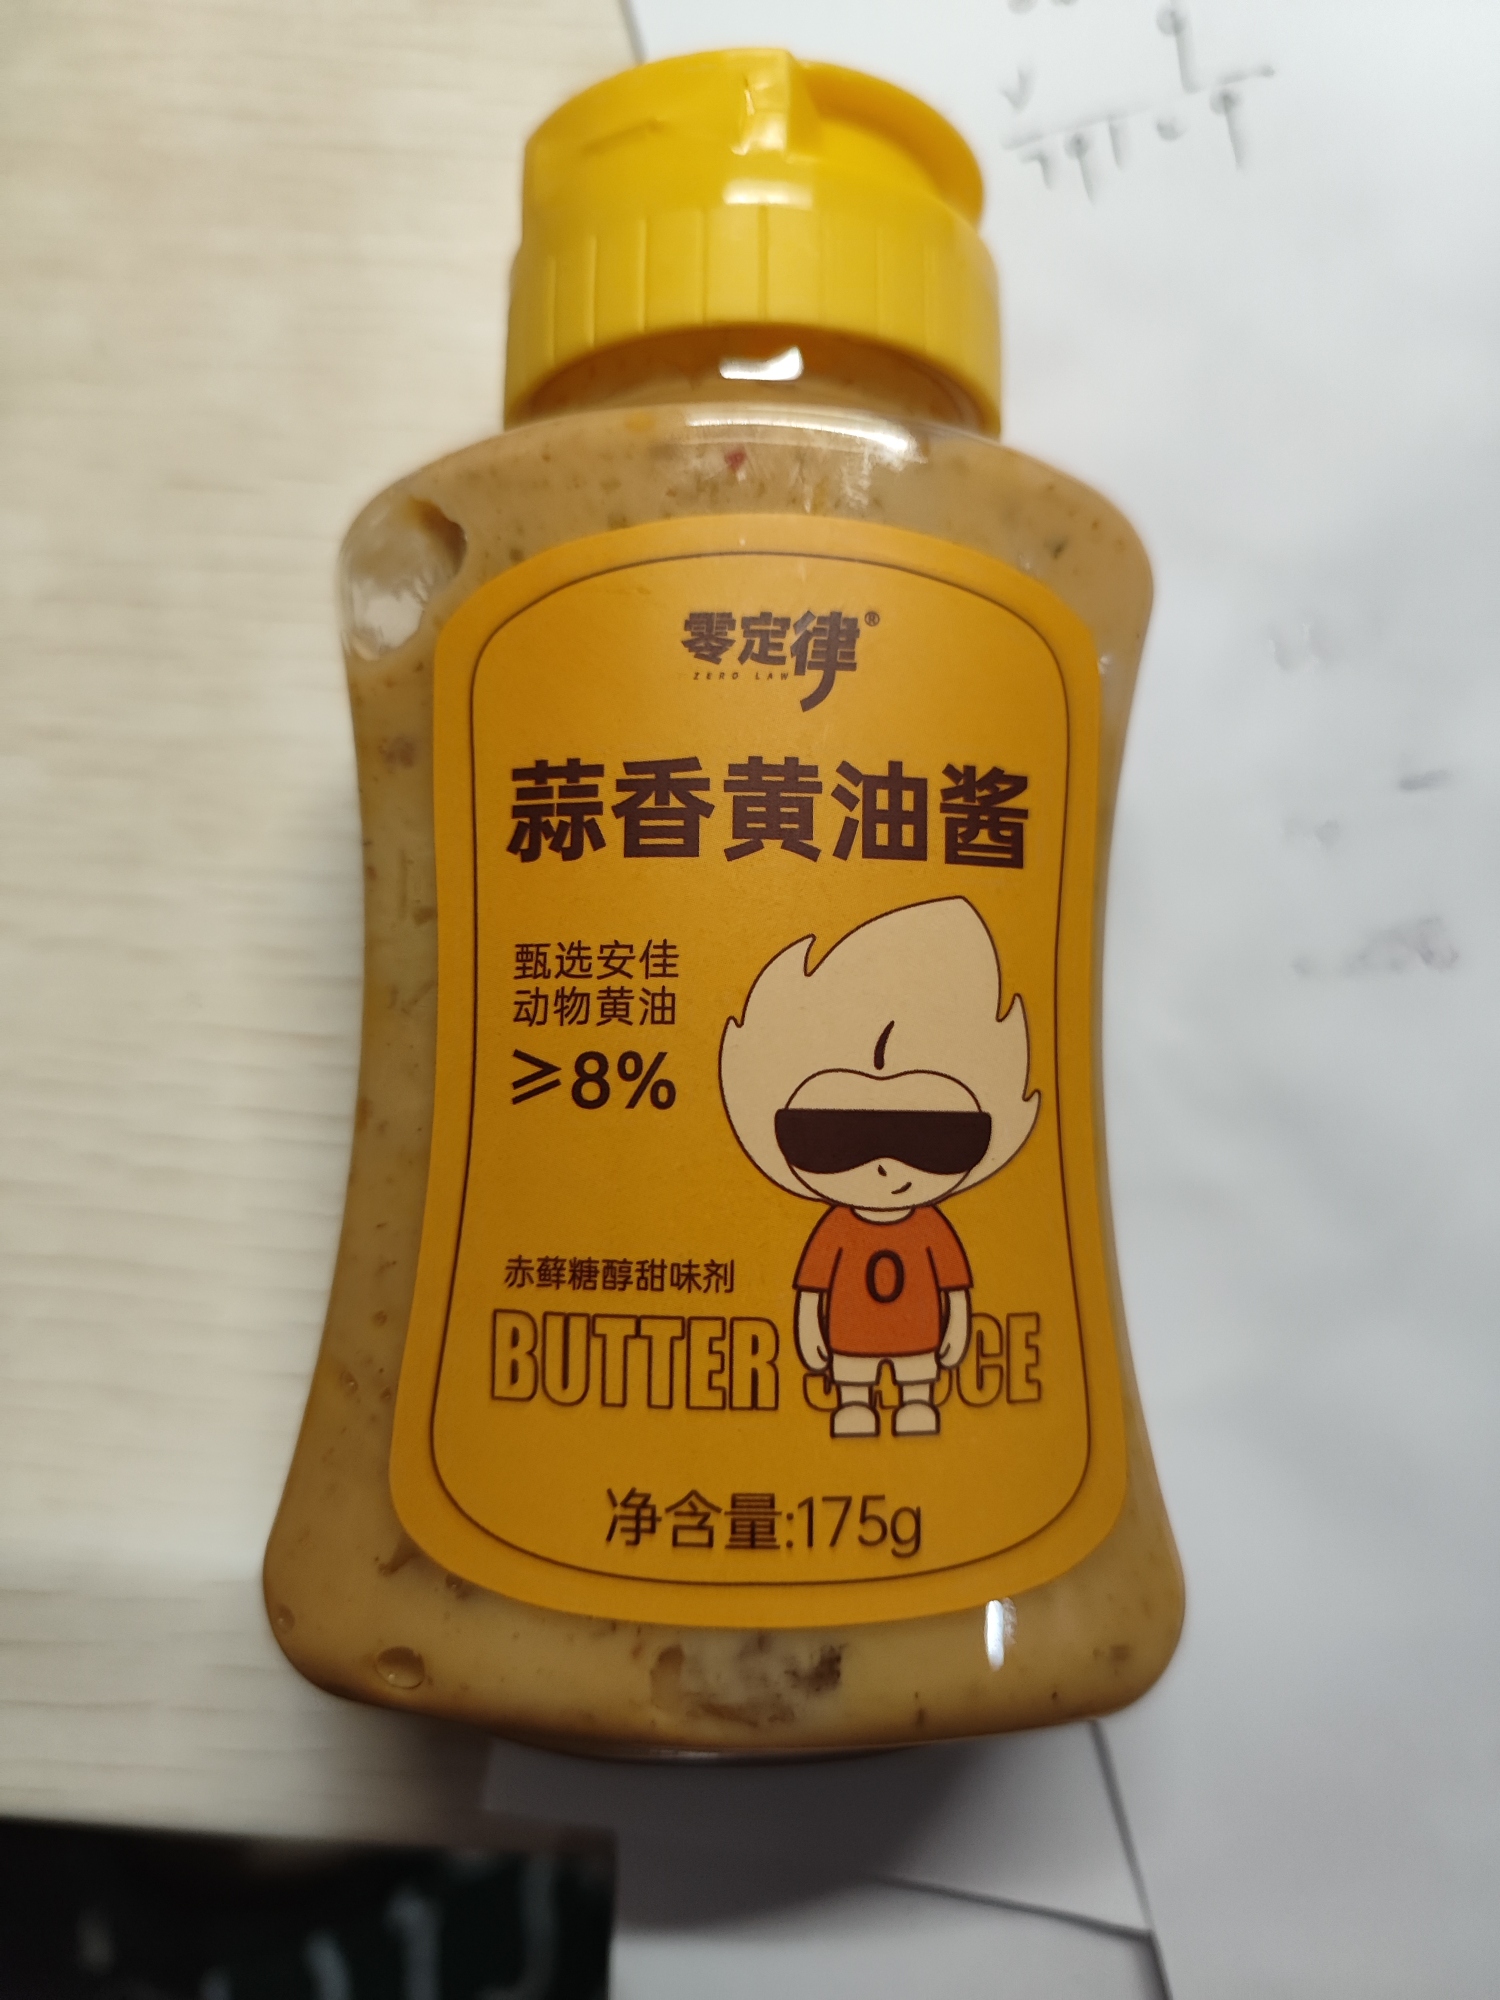 零定律®
ZERO LAW
蒜香黄油酱
甄选安佳
动物黄油
≥8%
赤藓糖醇甜味剂
0
BUTTER SAUCE
净含量:175g